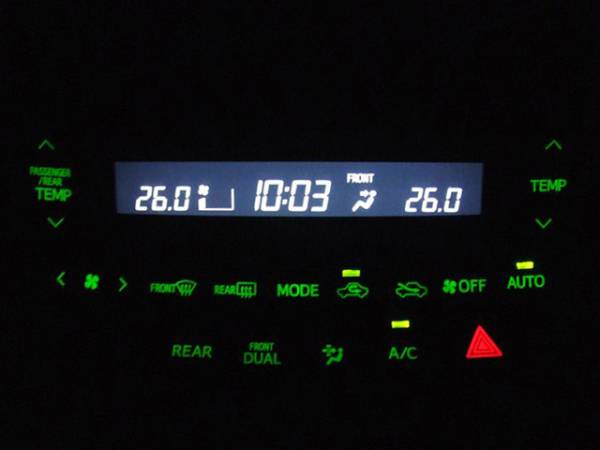 PASSENGER
/REAR
TEMP
26.0 10:03 FRONT 26.0
TEMP
FRONT REAR MODE OFF AUTO
REAR FRONT DUAL A/C